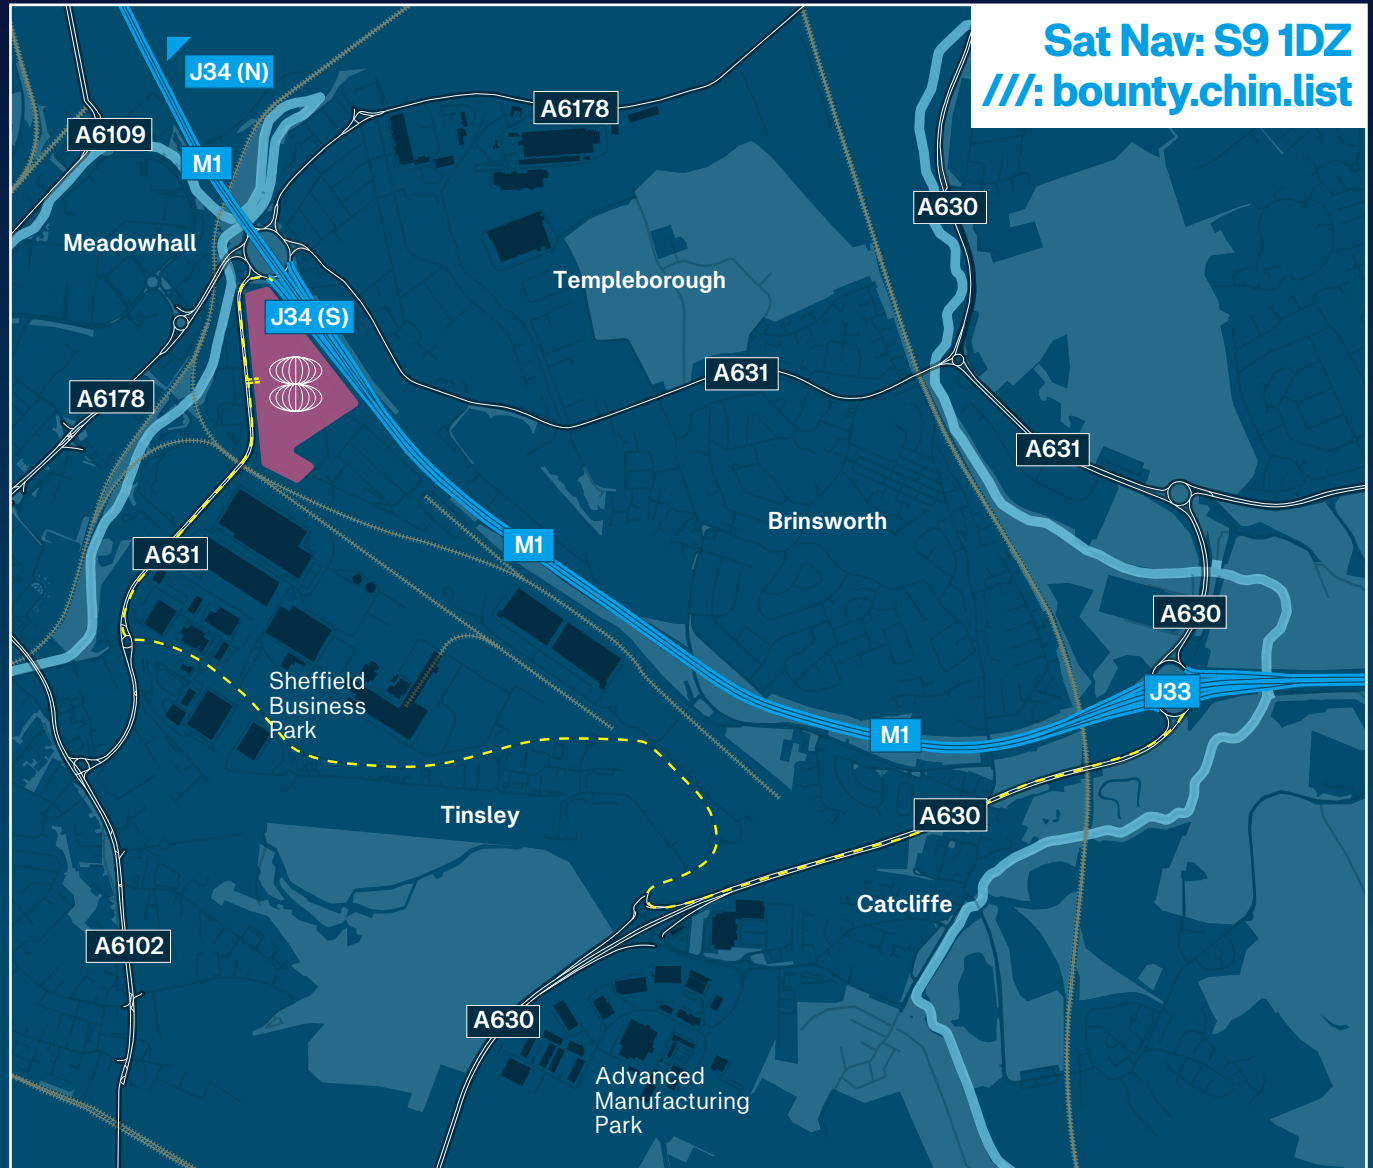 Sat Nav: S9 1DZ
///: bounty.chin.list
J34 (N)
A6178
A6109
M1
A630
Meadowhall
Templeborough
J34 (S)
A631
A6178
A631
Brinsworth
M1
A631
A630
Sheffield
Business
Park
J33
M1
Tinsley
A630
Catcliffe
A6102
A630
Advanced
Manufacturing
Park